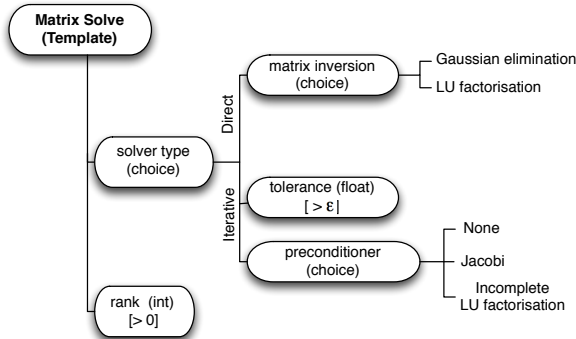 Matrix Solve
(Template)
solver type
(choice)
rank (int)
[> 0]
Direct
Iterative
matrix inversion
(choice)
Gaussian elimination
LU factorisation
tolerance (float)
[ > ε|
preconditioner
(choice)
None
Jacobi
Incomplete
LU factorisation